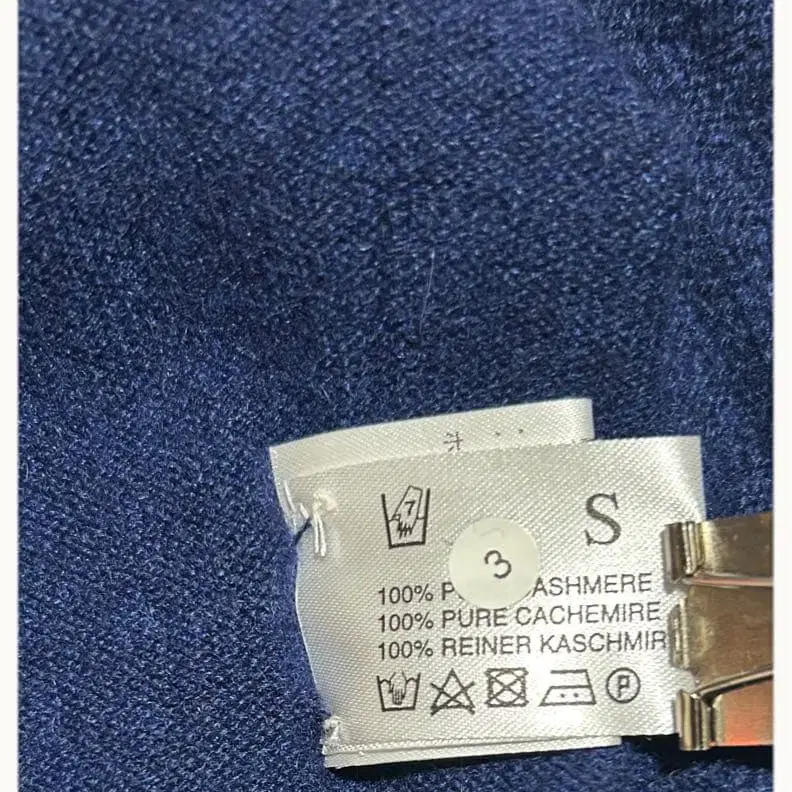 S
3
100% P ASHMERE
100% PURE CACHEMIRE
100% REINER KASCHMIR
P